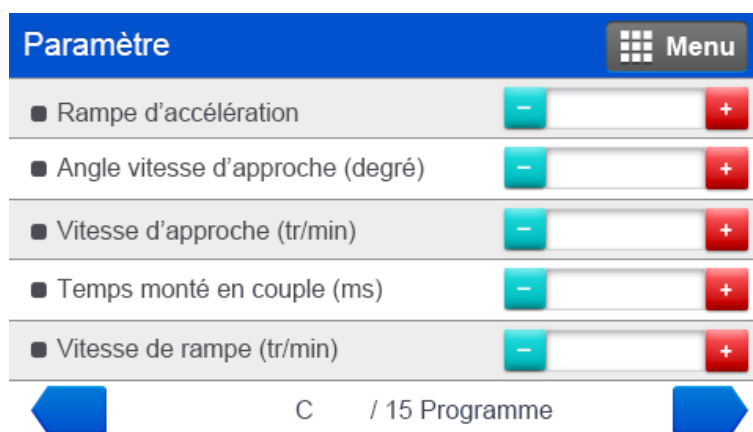 Paramètre
Menu
Rampe d'accélération
- +
Angle vitesse d'approche (degré)
- +
Vitesse d'approche (tr/min)
- +
Temps monté en couple (ms)
- +
Vitesse de rampe (tr/min)
- +
C / 15 Programme